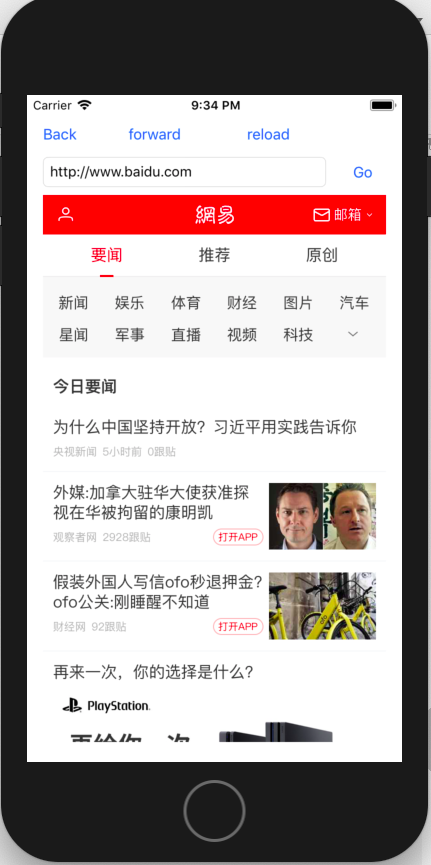 Carrier 9:34 PM
Back forward reload
http://www.baidu.com Go
網易 邮箱
要闻 推荐 原创
新闻 娱乐 体育 财经 图片 汽车
星闻 军事 直播 视频 科技
今日要闻
为什么中国坚持开放？习近平用实践告诉你
央视新闻 5小时前 0跟贴
外媒:加拿大驻华大使获准探
视在华被拘留的康明凯
观察者网 2928跟贴 打开APP
假装外国人写信ofo秒退押金?
ofo公关:刚睡醒不知道
财经网 92跟贴 打开APP
再来一次，你的选择是什么?
PlayStation.